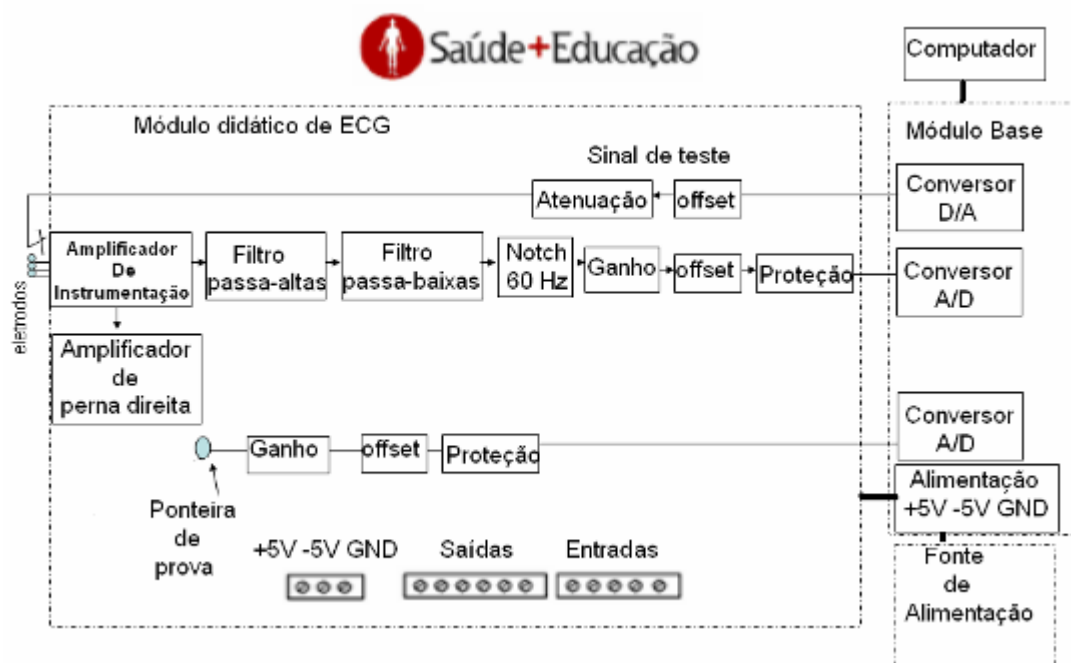 Saúde+Educação
Computador
Módulo didático de ECG
Módulo Base
Sinal de teste
Atenuação
offset
Conversor
D/A
eletrodos
Amplificador
De
Instrumentação
Filtro
passa-altas
Filtro
passa-baixas
Notch
60 Hz
Ganho
offset
Proteção
Conversor
A/D
Amplificador
de
perna direita
Ganho
offset
Proteção
Conversor
A/D
Ponteira
de
prova
Alimentação
+5V -5V GND
+5V -5V GND
Saídas
Entradas
Fonte
de
Alimentação